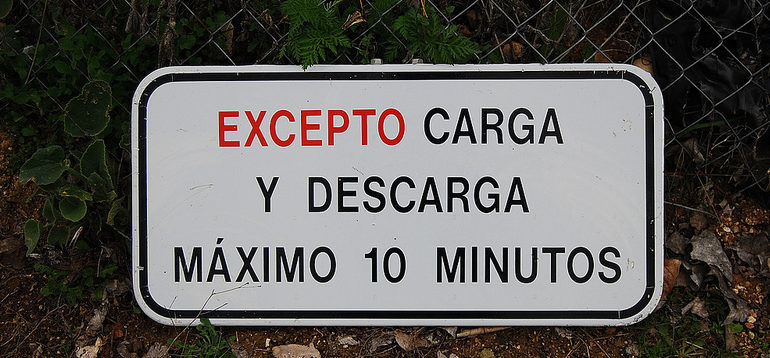 EXCEPTO CARGA
Y DESCARGA
MÁXIMO 10 MINUTOS